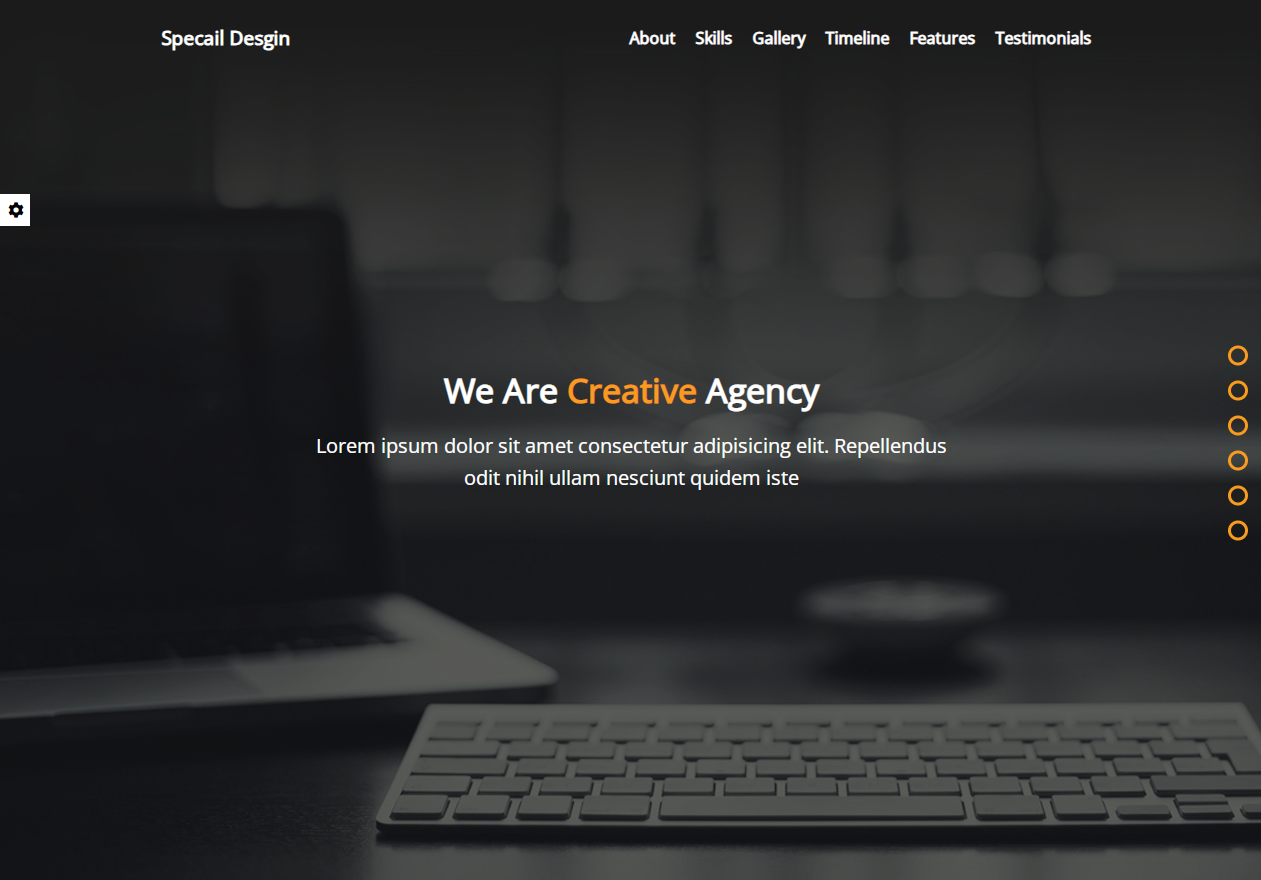 Specail Desgin
About Skills Gallery Timeline Features Testimonials
We Are Creative Agency
Lorem ipsum dolor sit amet consectetur adipisicing elit. Repellendus
odit nihil ullam nesciunt quidem iste